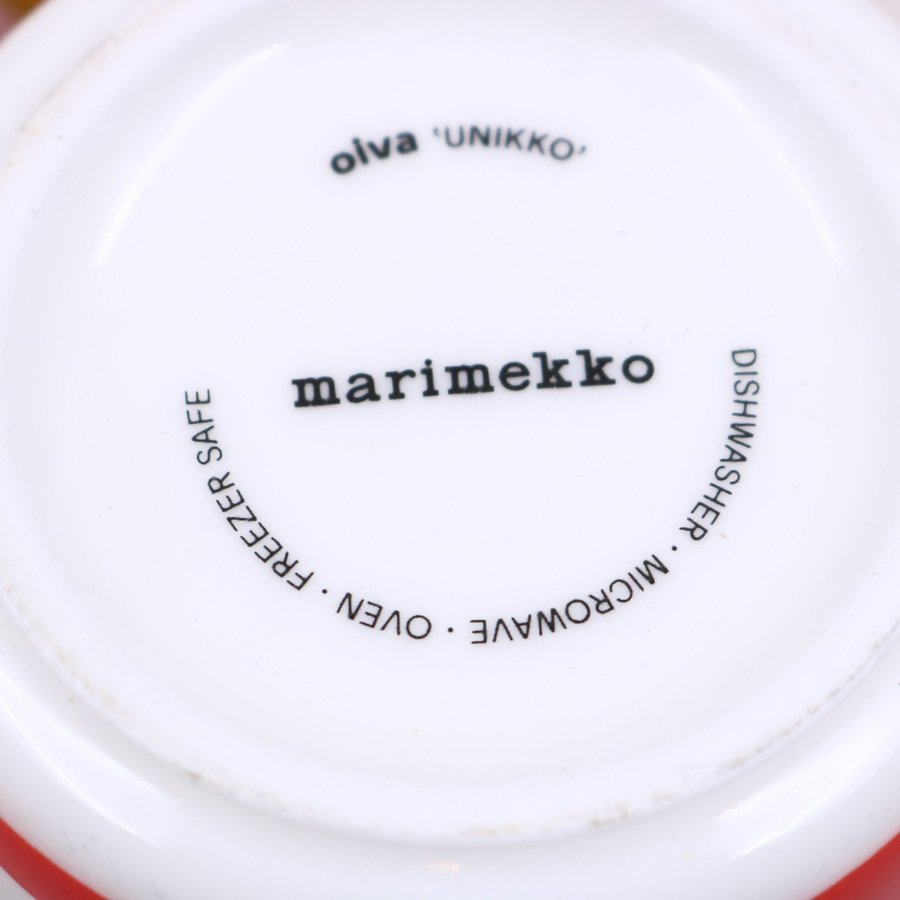 oiva 'UNIKKO'
marimekko
DISHWASHER · MICROWAVE · OVEN · FREEZER SAFE